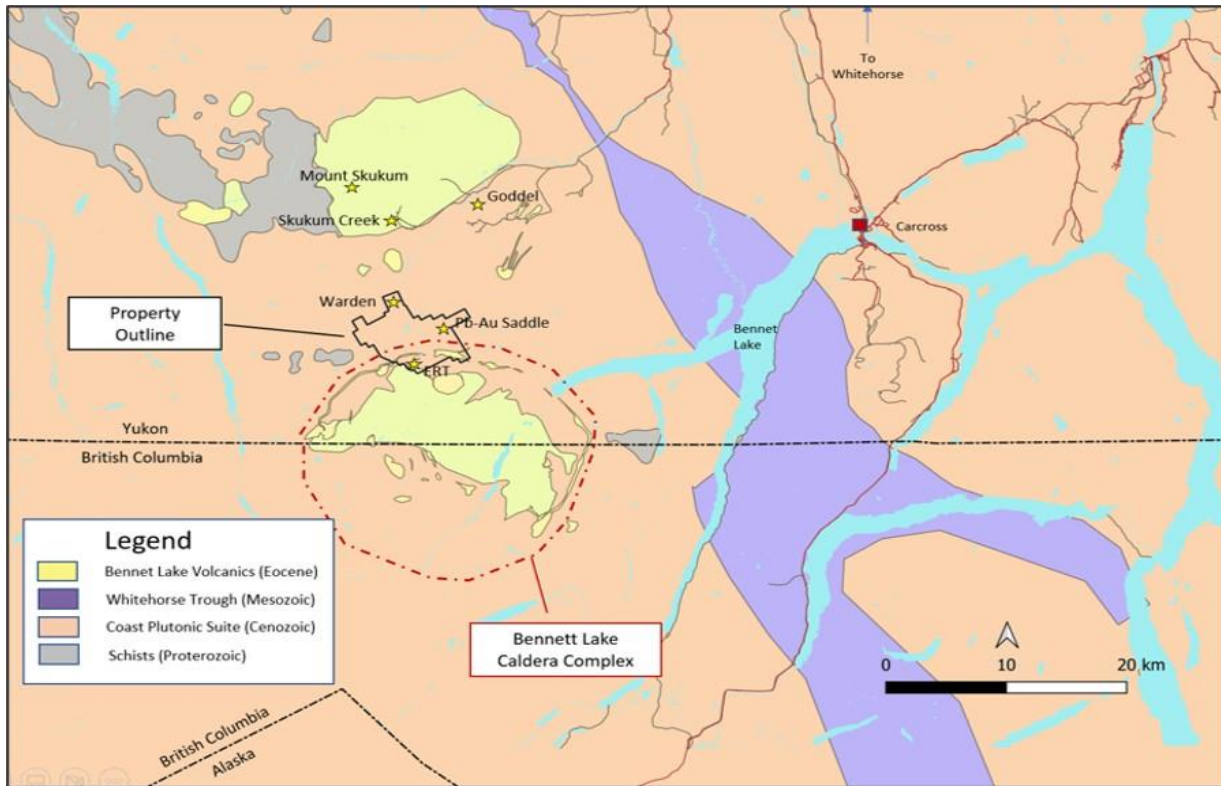 To
Whitehorse
Mount Skukum
Goddel
Skukum Creek
Carcross
Warden
Property
Outline
Pb-Au Saddle
Bennet
Lake
ERT
Yukon
British Columbia
Legend
Bennet Lake Volcanics (Eocene)
Whitehorse Trough (Mesozoic)
Coast Plutonic Suite (Cenozoic)
Schists (Proterozoic)
Bennett Lake
Caldera Complex
0 10 20 km
British Columbia
Alaska